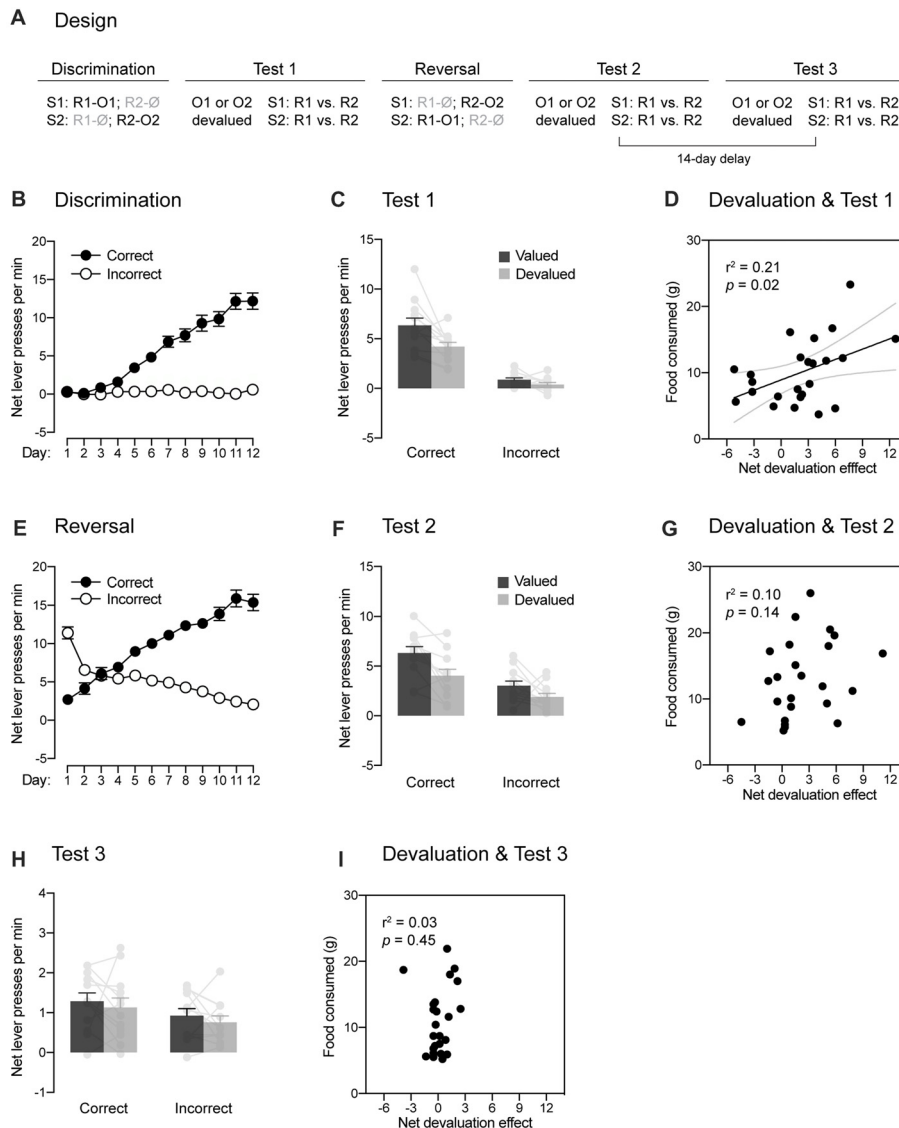 A Design
Discrimination Test 1 Reversal Test 2 Test 3
S1: R1-O1; R2-Ø O1 or O2 S1: R1 vs. R2 S1: R1-Ø; R2-O2 O1 or O2 S1: R1 vs. R2 O1 or O2 S1: R1 vs. R2
S2: R1-Ø; R2-O2 devalued S2: R1 vs. R2 S2: R1-O1; R2-Ø devalued S2: R1 vs. R2 devalued S2: R1 vs. R2
14-day delay
B Discrimination
Net lever presses per min
20
15
10
5
0
-5
Correct
Incorrect
Day: 1 2 3 4 5 6 7 8 9 10 11 12
C Test 1
Net lever presses per min
15
10
5
0
-5
Valued
Devalued
Correct Incorrect
D Devaluation & Test 1
Food consumed (g)
30
20
10
0
r² = 0.21
p = 0.02
-6 -3 0 3 6 9 12
Net devaluation efffect
E Reversal
Net lever presses per min
20
15
10
5
0
-5
Correct
Incorrect
Day: 1 2 3 4 5 6 7 8 9 10 11 12
F Test 2
Net lever presses per min
15
10
5
0
-5
Valued
Devalued
Correct Incorrect
G Devaluation & Test 2
Food consumed (g)
30
20
10
0
r² = 0.10
p = 0.14
-6 -3 0 3 6 9 12
Net devaluation effect
H Test 3
Net lever presses per min
4
3
2
1
0
-1
Correct Incorrect
I Devaluation & Test 3
Food consumed (g)
30
20
10
0
r² = 0.03
p = 0.45
-6 -3 0 3 6 9 12
Net devaluation effect